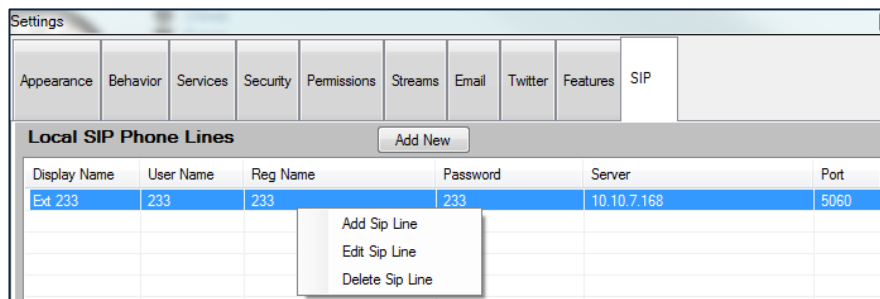 Settings
Appearance Behavior Services Security Permissions Streams Email Twitter Features SIP
Local SIP Phone Lines Add New
Display Name User Name Reg Name Password Server Port
Ext 233 233 233 233 10.10.7.168 5060
Add Sip Line
Edit Sip Line
Delete Sip Line